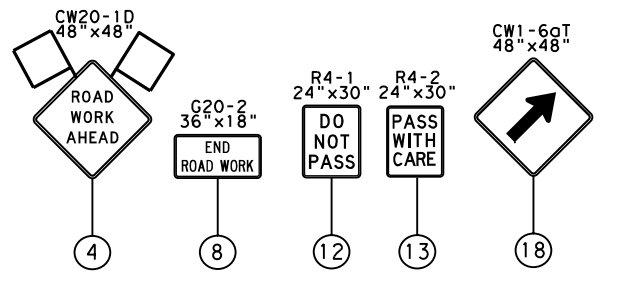 CW20-1D
48"x48"
ROAD
WORK
AHEAD
4
G20-2
36"x18"
END
ROAD WORK
8
R4-1
24"x30"
DO
NOT
PASS
12
R4-2
24"x30"
PASS
WITH
CARE
13
CW1-6aT
48"x48"
18